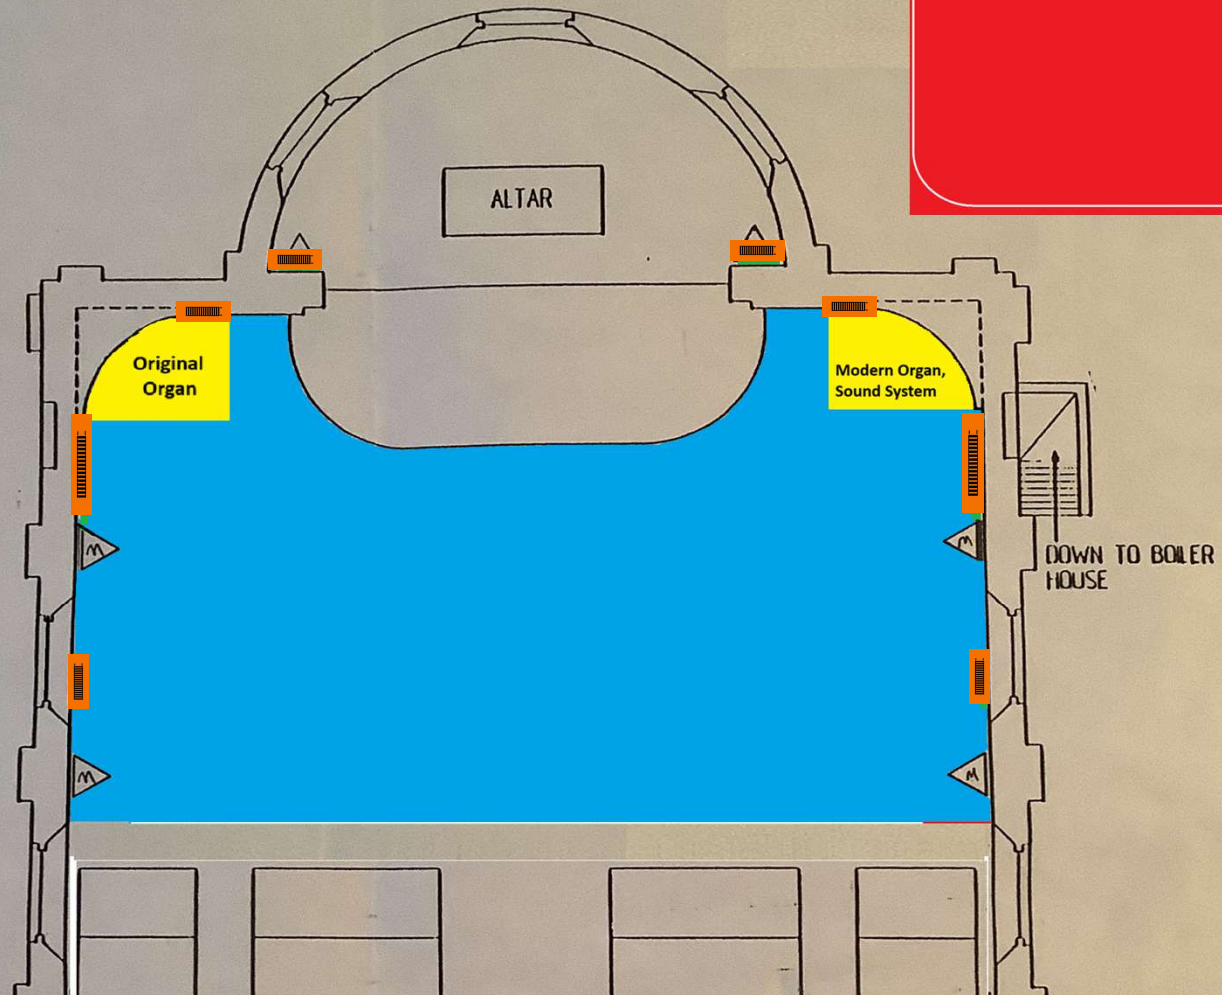 ALTAR
Original
Organ
Modern Organ,
Sound System
M
M
DOWN TO BOILER
HOUSE
M
M